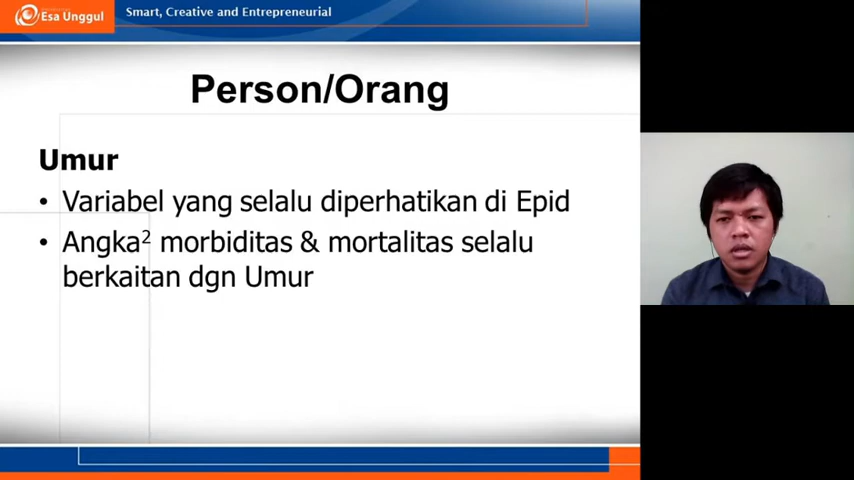 Esa Unggul
Smart, Creative and Entrepreneurial
Person/Orang
Umur
• Variabel yang selalu diperhatikan di Epid
• Angka² morbiditas & mortalitas selalu
berkaitan dgn Umur